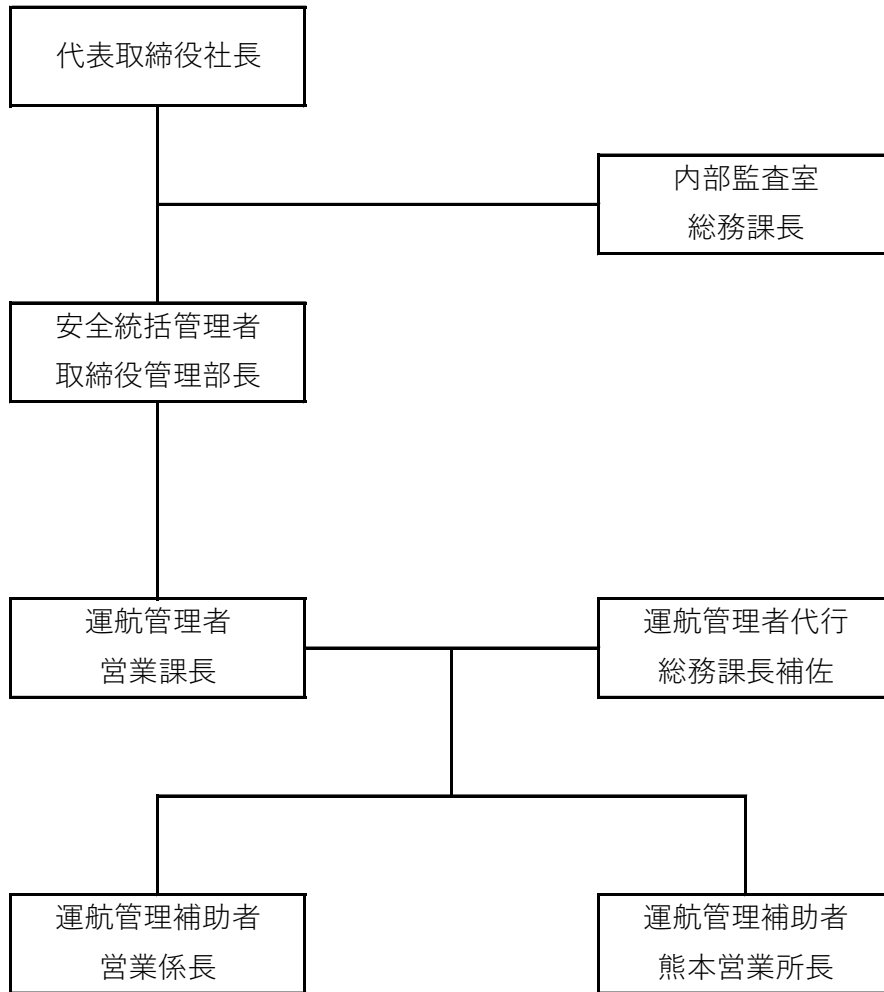 代表取締役社長
内部監査室
総務課長
安全統括管理者
取締役管理部長
運航管理者
営業課長
運航管理者代行
総務課長補佐
運航管理補助者
営業係長
運航管理補助者
熊本営業所長